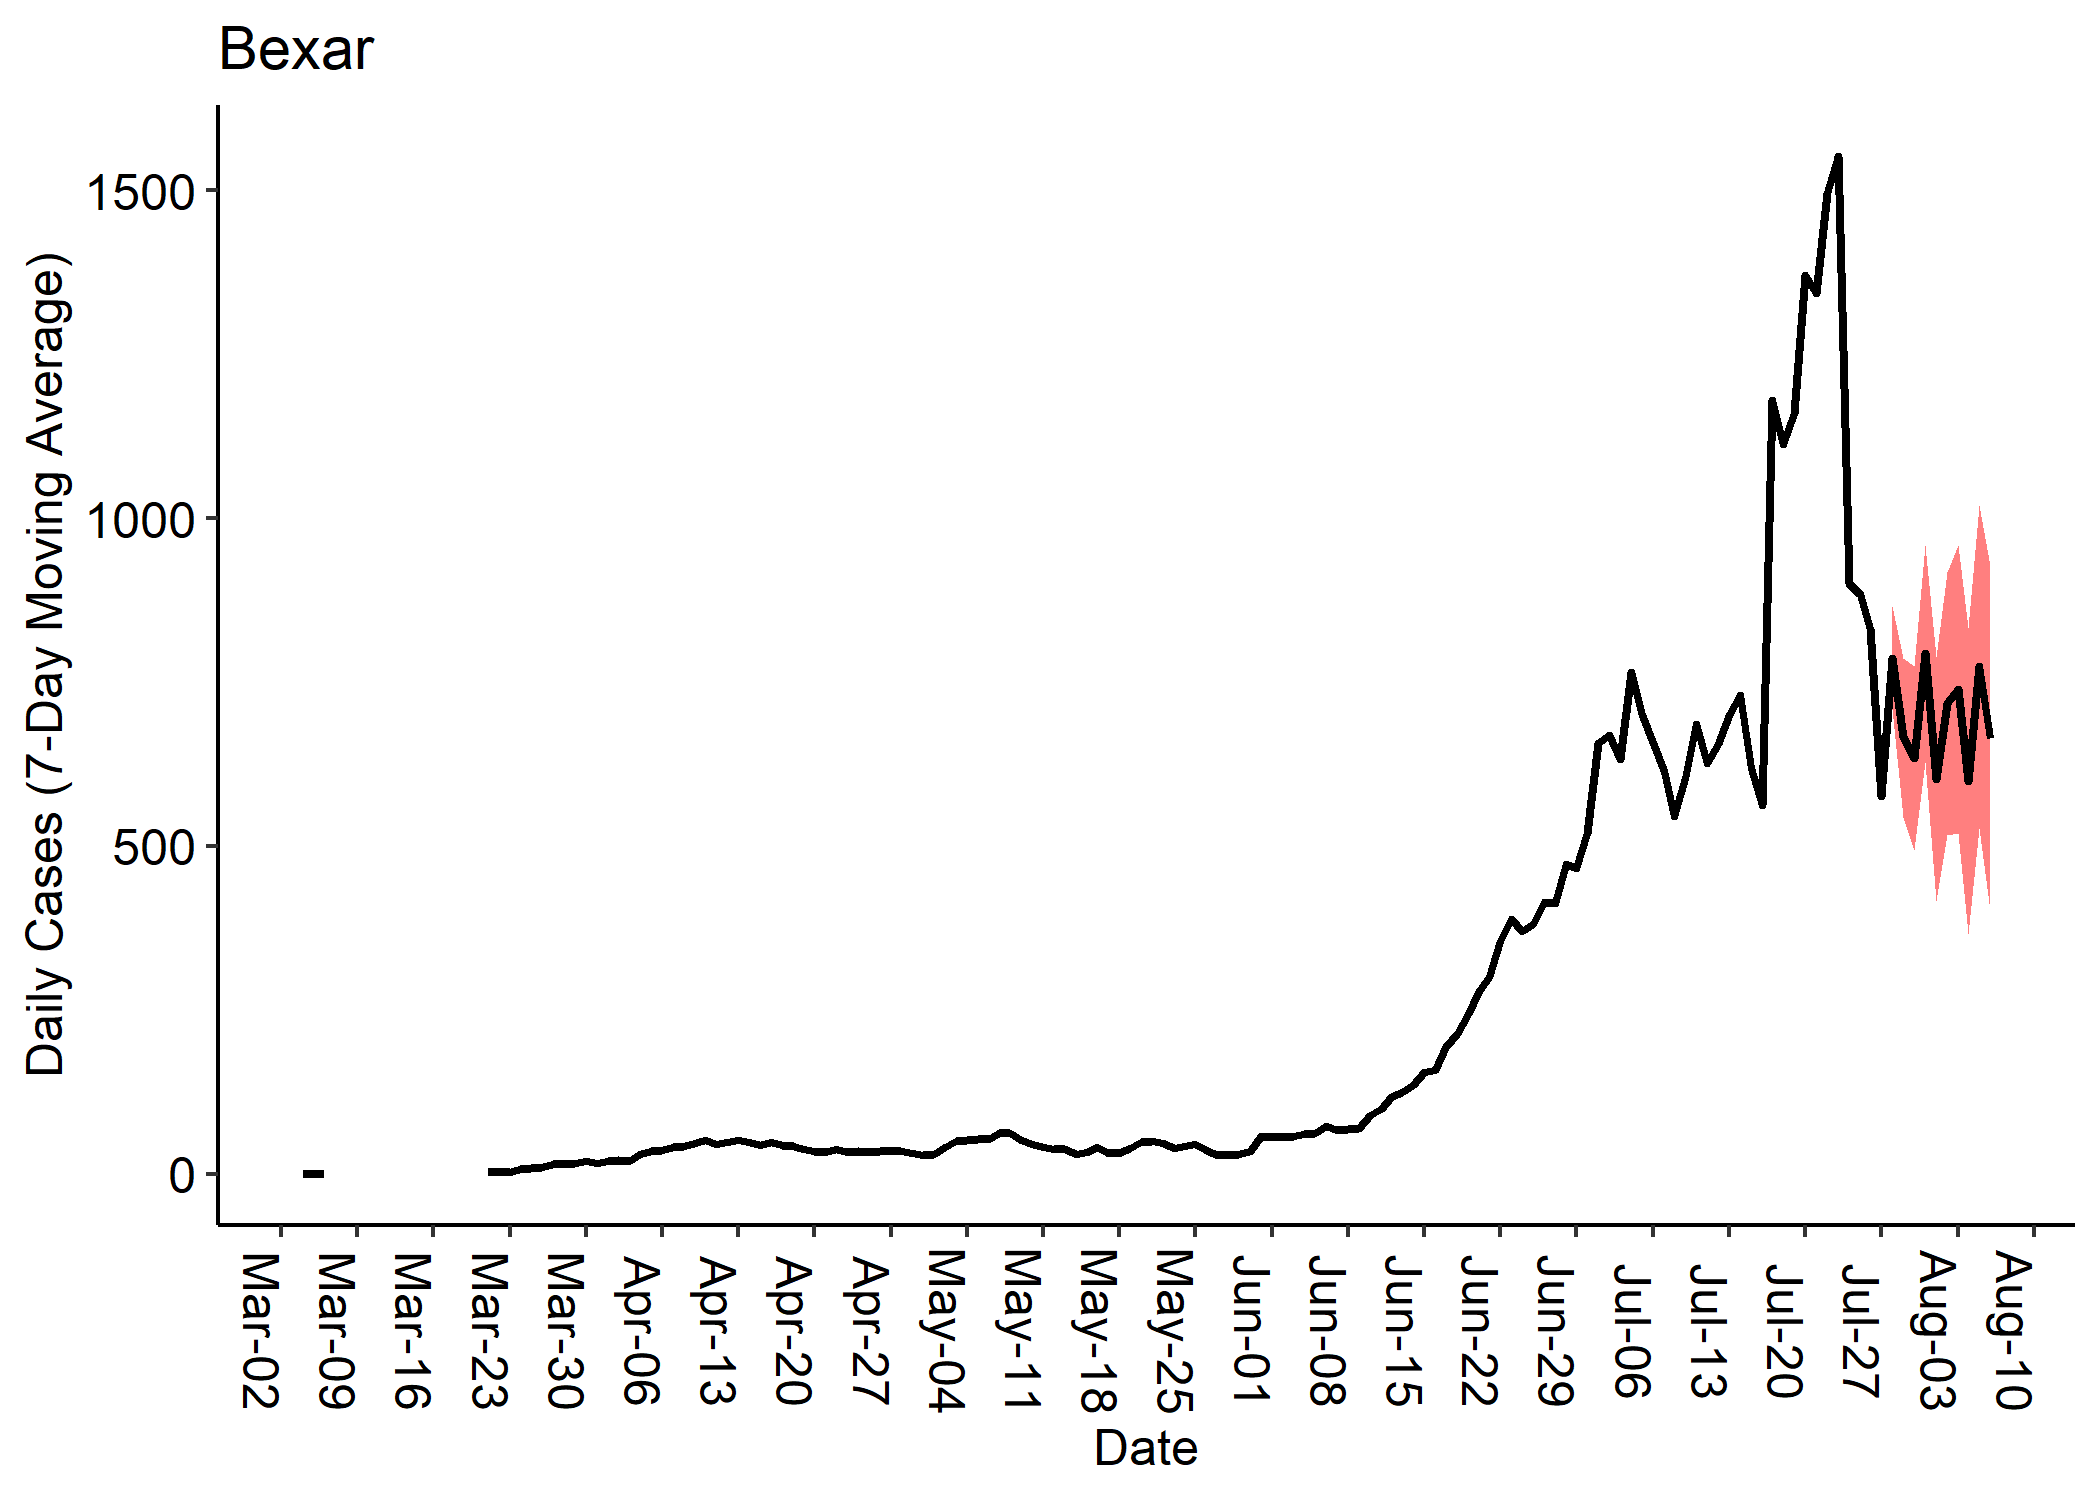 Bexar
Daily Cases (7-Day Moving Average)
1500
1000
500
0
Mar-02
Mar-09
Mar-16
Mar-23
Mar-30
Apr-06
Apr-13
Apr-20
Apr-27
May-04
May-11
May-18
May-25
Jun-01
Jun-08
Jun-15
Jun-22
Jun-29
Jul-06
Jul-13
Jul-20
Jul-27
Aug-03
Aug-10
Date